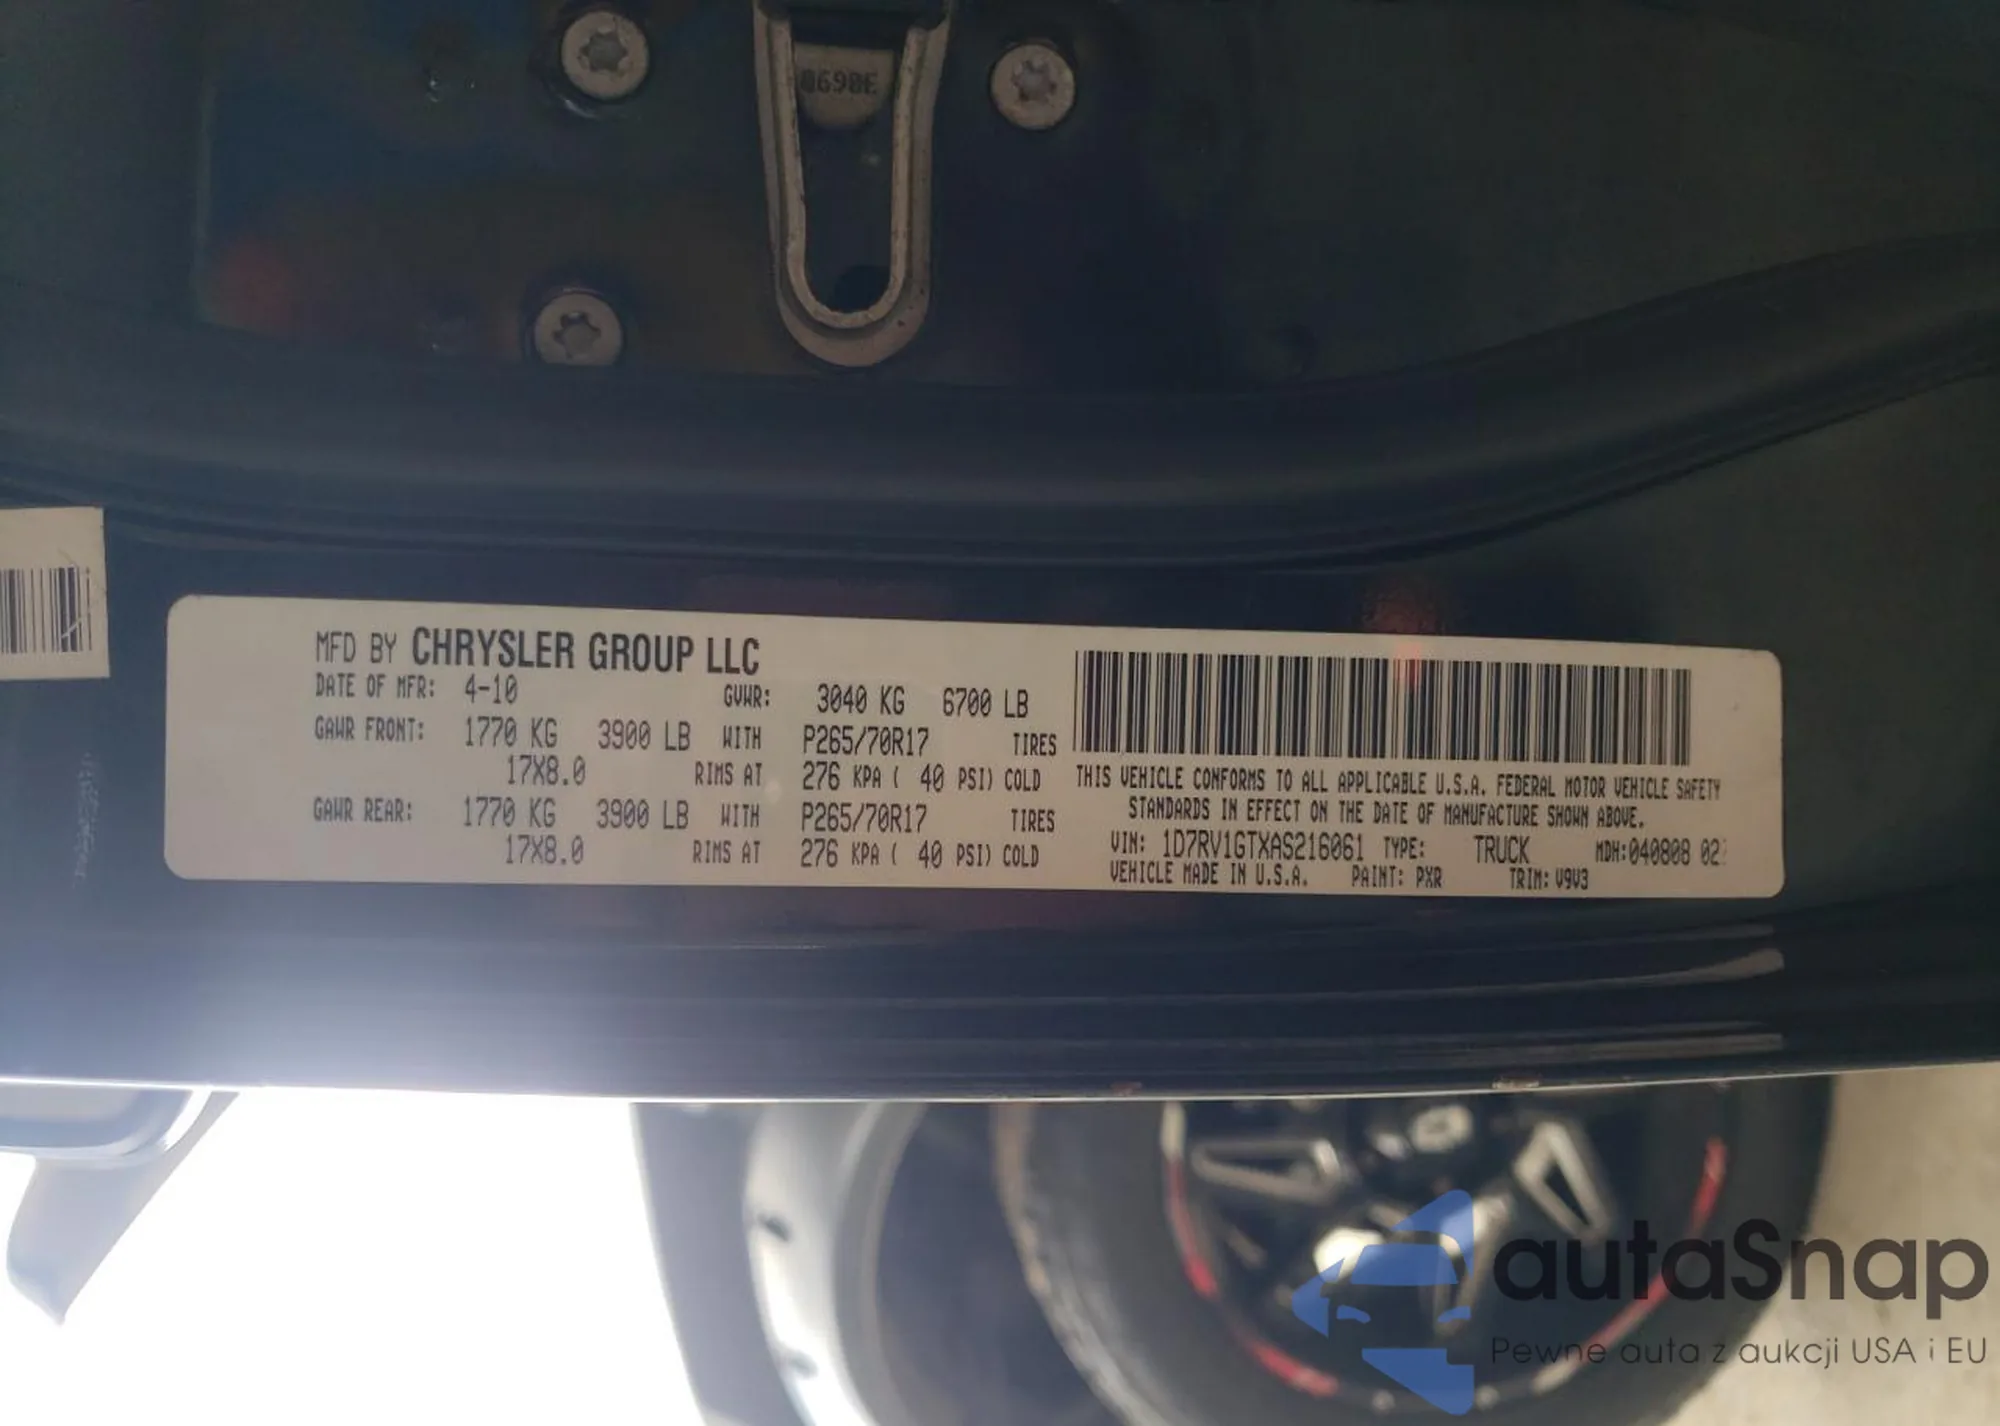 8698E
MFD BY CHRYSLER GROUP LLC
DATE OF MFR: 4-10 GVWR: 3040 KG 6700 LB
GAWR FRONT: 1770 KG 3900 LB WITH P265/70R17 TIRES
17X8.0 RIMS AT 276 KPA ( 40 PSI) COLD
GAWR REAR: 1770 KG 3900 LB WITH P265/70R17 TIRES
17X8.0 RIMS AT 276 KPA ( 40 PSI) COLD
THIS VEHICLE CONFORMS TO ALL APPLICABLE U.S.A. FEDERAL MOTOR VEHICLE SAFETY
STANDARDS IN EFFECT ON THE DATE OF MANUFACTURE SHOWN ABOVE.
VIN: 1D7RV1GTXAS216061 TYPE: TRUCK MDH:040808 02
VEHICLE MADE IN U.S.A. PAINT: PXR TRIM: V9V3
autaSnap
Pewne auta z aukcji USA i EU